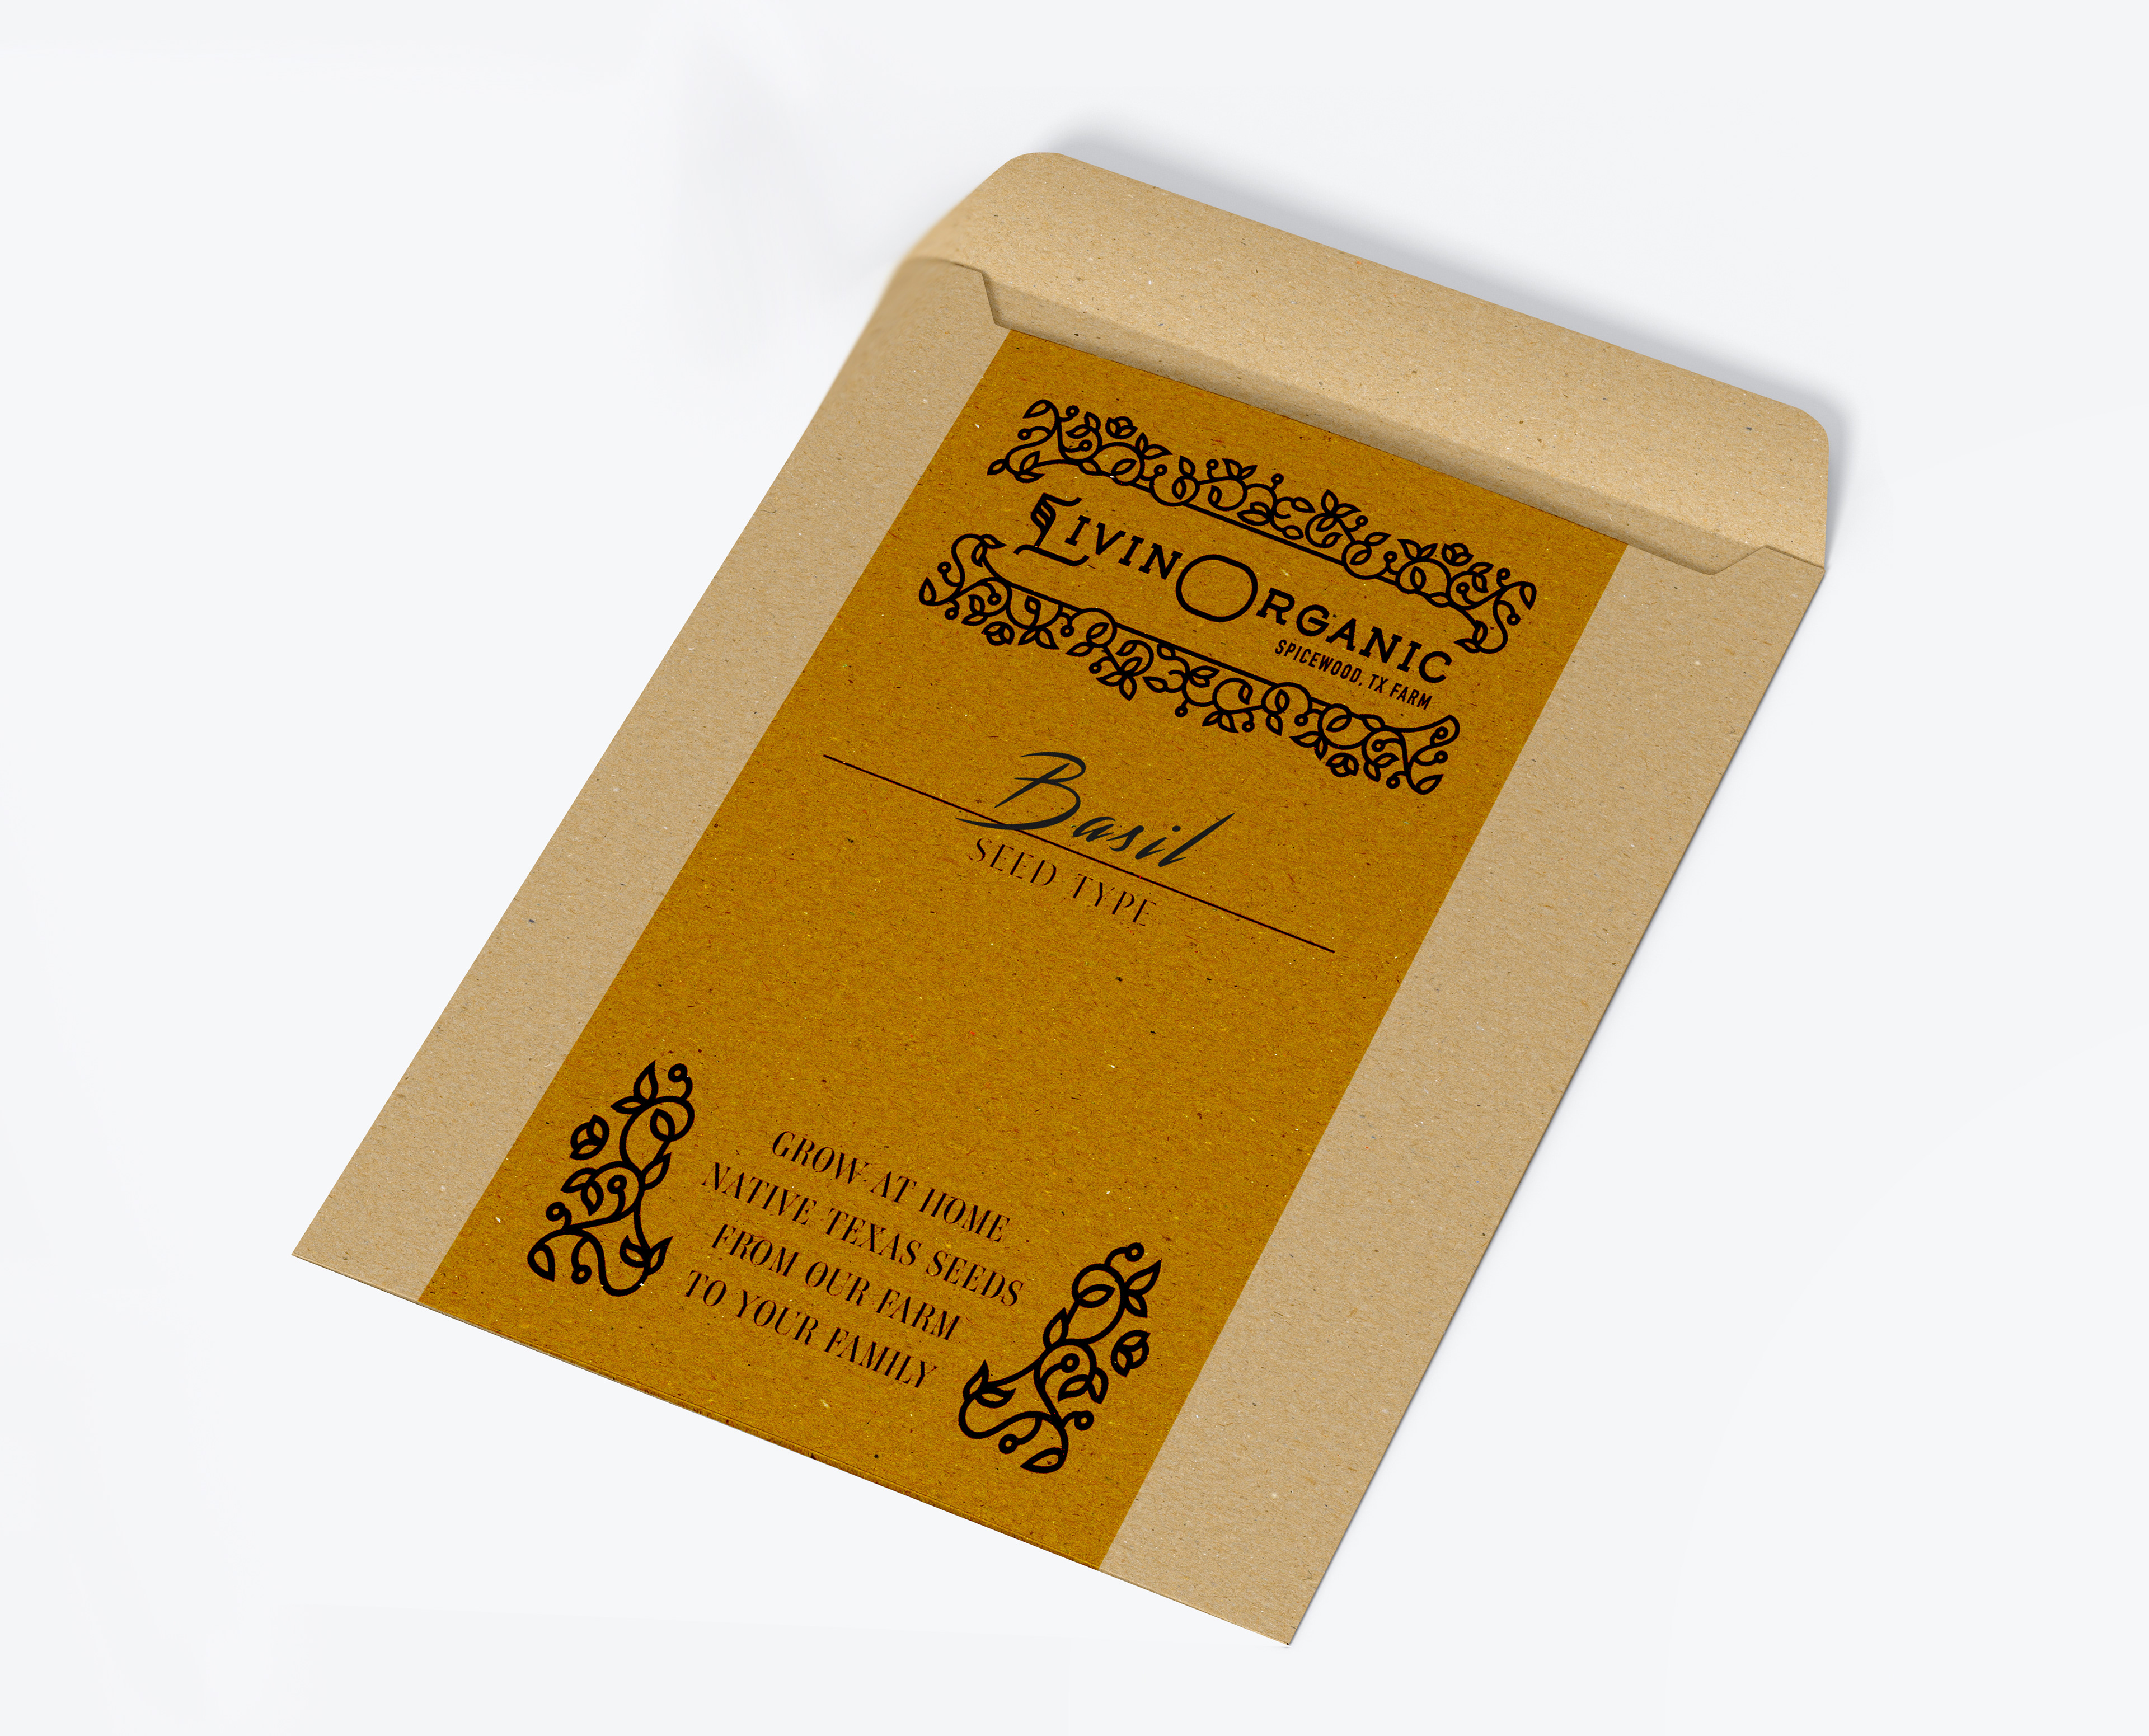 LIVINORGANIC
SPICEWOOD, TX FARM
Basil
SEED TYPE
GROW-AT HOME
NATIVE TEXAS SEEDS
FROM OUR FARM
TO YOUR FAMILY